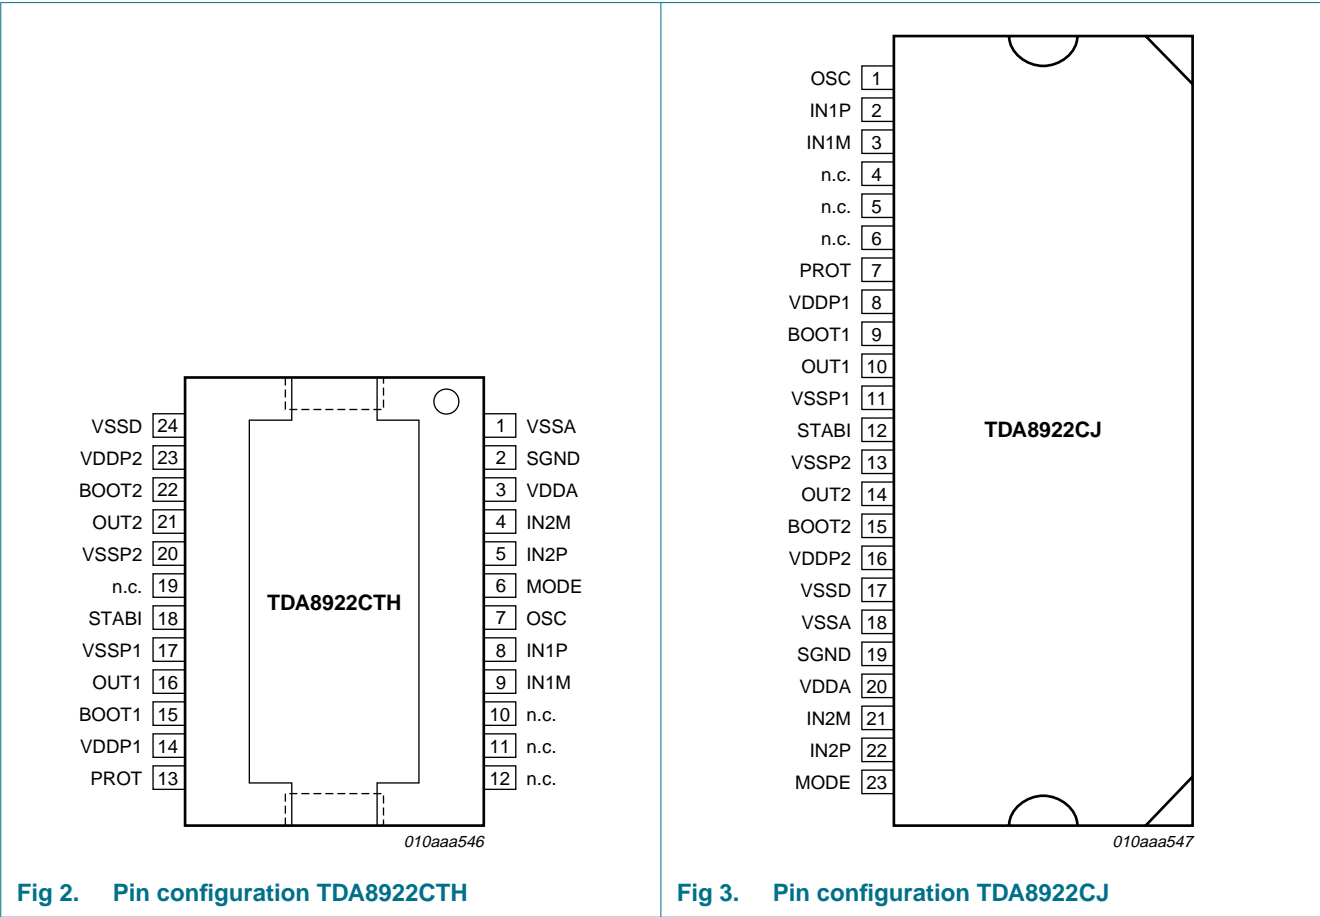 VSSD 24
VDDP2 23
BOOT2 22
OUT2 21
VSSP2 20
n.c. 19
STABI 18
VSSP1 17
OUT1 16
BOOT1 15
VDDP1 14
PROT 13
TDA8922CTH
1 VSSA
2 SGND
3 VDDA
4 IN2M
5 IN2P
6 MODE
7 OSC
8 IN1P
9 IN1M
10 n.c.
11 n.c.
12 n.c.
010aaa546
Fig 2. Pin configuration TDA8922CTH
OSC 1
IN1P 2
IN1M 3
n.c. 4
n.c. 5
n.c. 6
PROT 7
VDDP1 8
BOOT1 9
OUT1 10
VSSP1 11
STABI 12
VSSP2 13
OUT2 14
BOOT2 15
VDDP2 16
VSSD 17
VSSA 18
SGND 19
VDDA 20
IN2M 21
IN2P 22
MODE 23
TDA8922CJ
010aaa547
Fig 3. Pin configuration TDA8922CJ